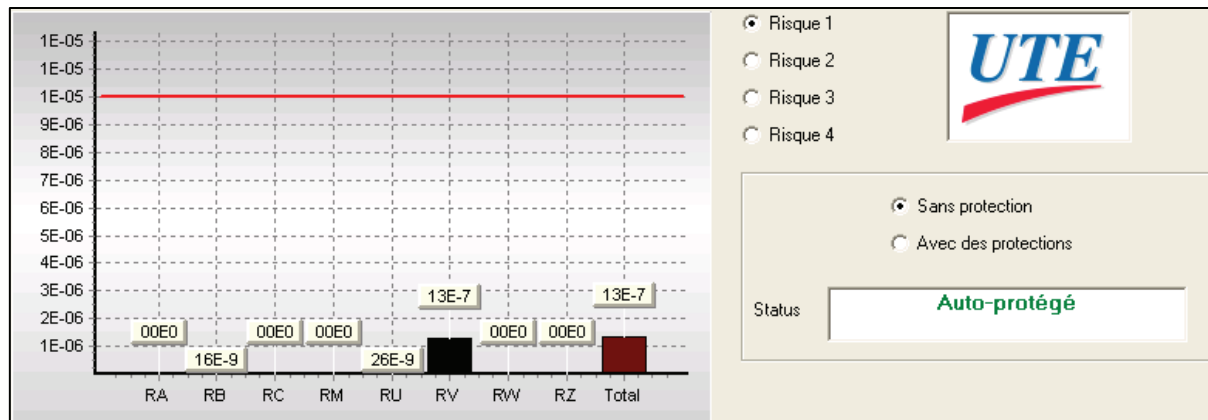 1E-05
1E-05
1E-05
9E-06
8E-06
7E-06
6E-06
5E-06
4E-06
3E-06
2E-06
1E-06
00E0
16E-9
00E0
00E0
26E-9
13E-7
00E0
00E0
13E-7
RA RB RC RM RU RV RW RZ Total
Risque 1
Risque 2
Risque 3
Risque 4
UTE
Sans protection
Avec des protections
Status Auto-protégé